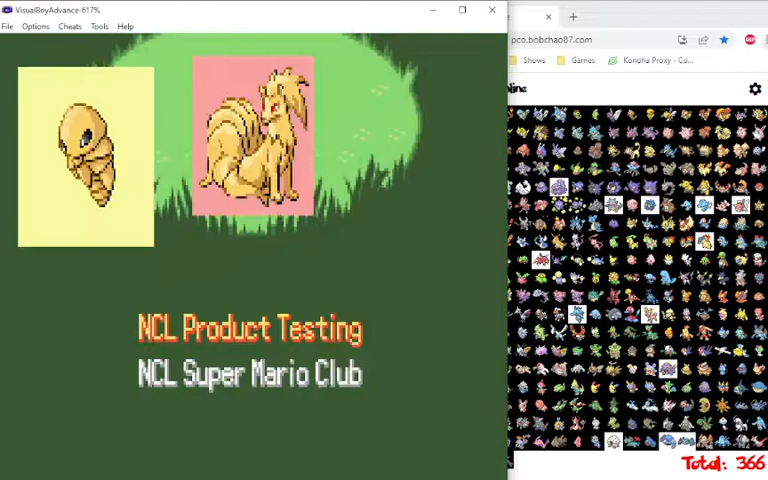 VisualBoyAdvance-617%
File Options Cheats Tools Help
pco.bobchao87.com
Shows Games Konoha Proxy - Co...
NCL Product Testing
NCL Super Mario Club
Total: 366